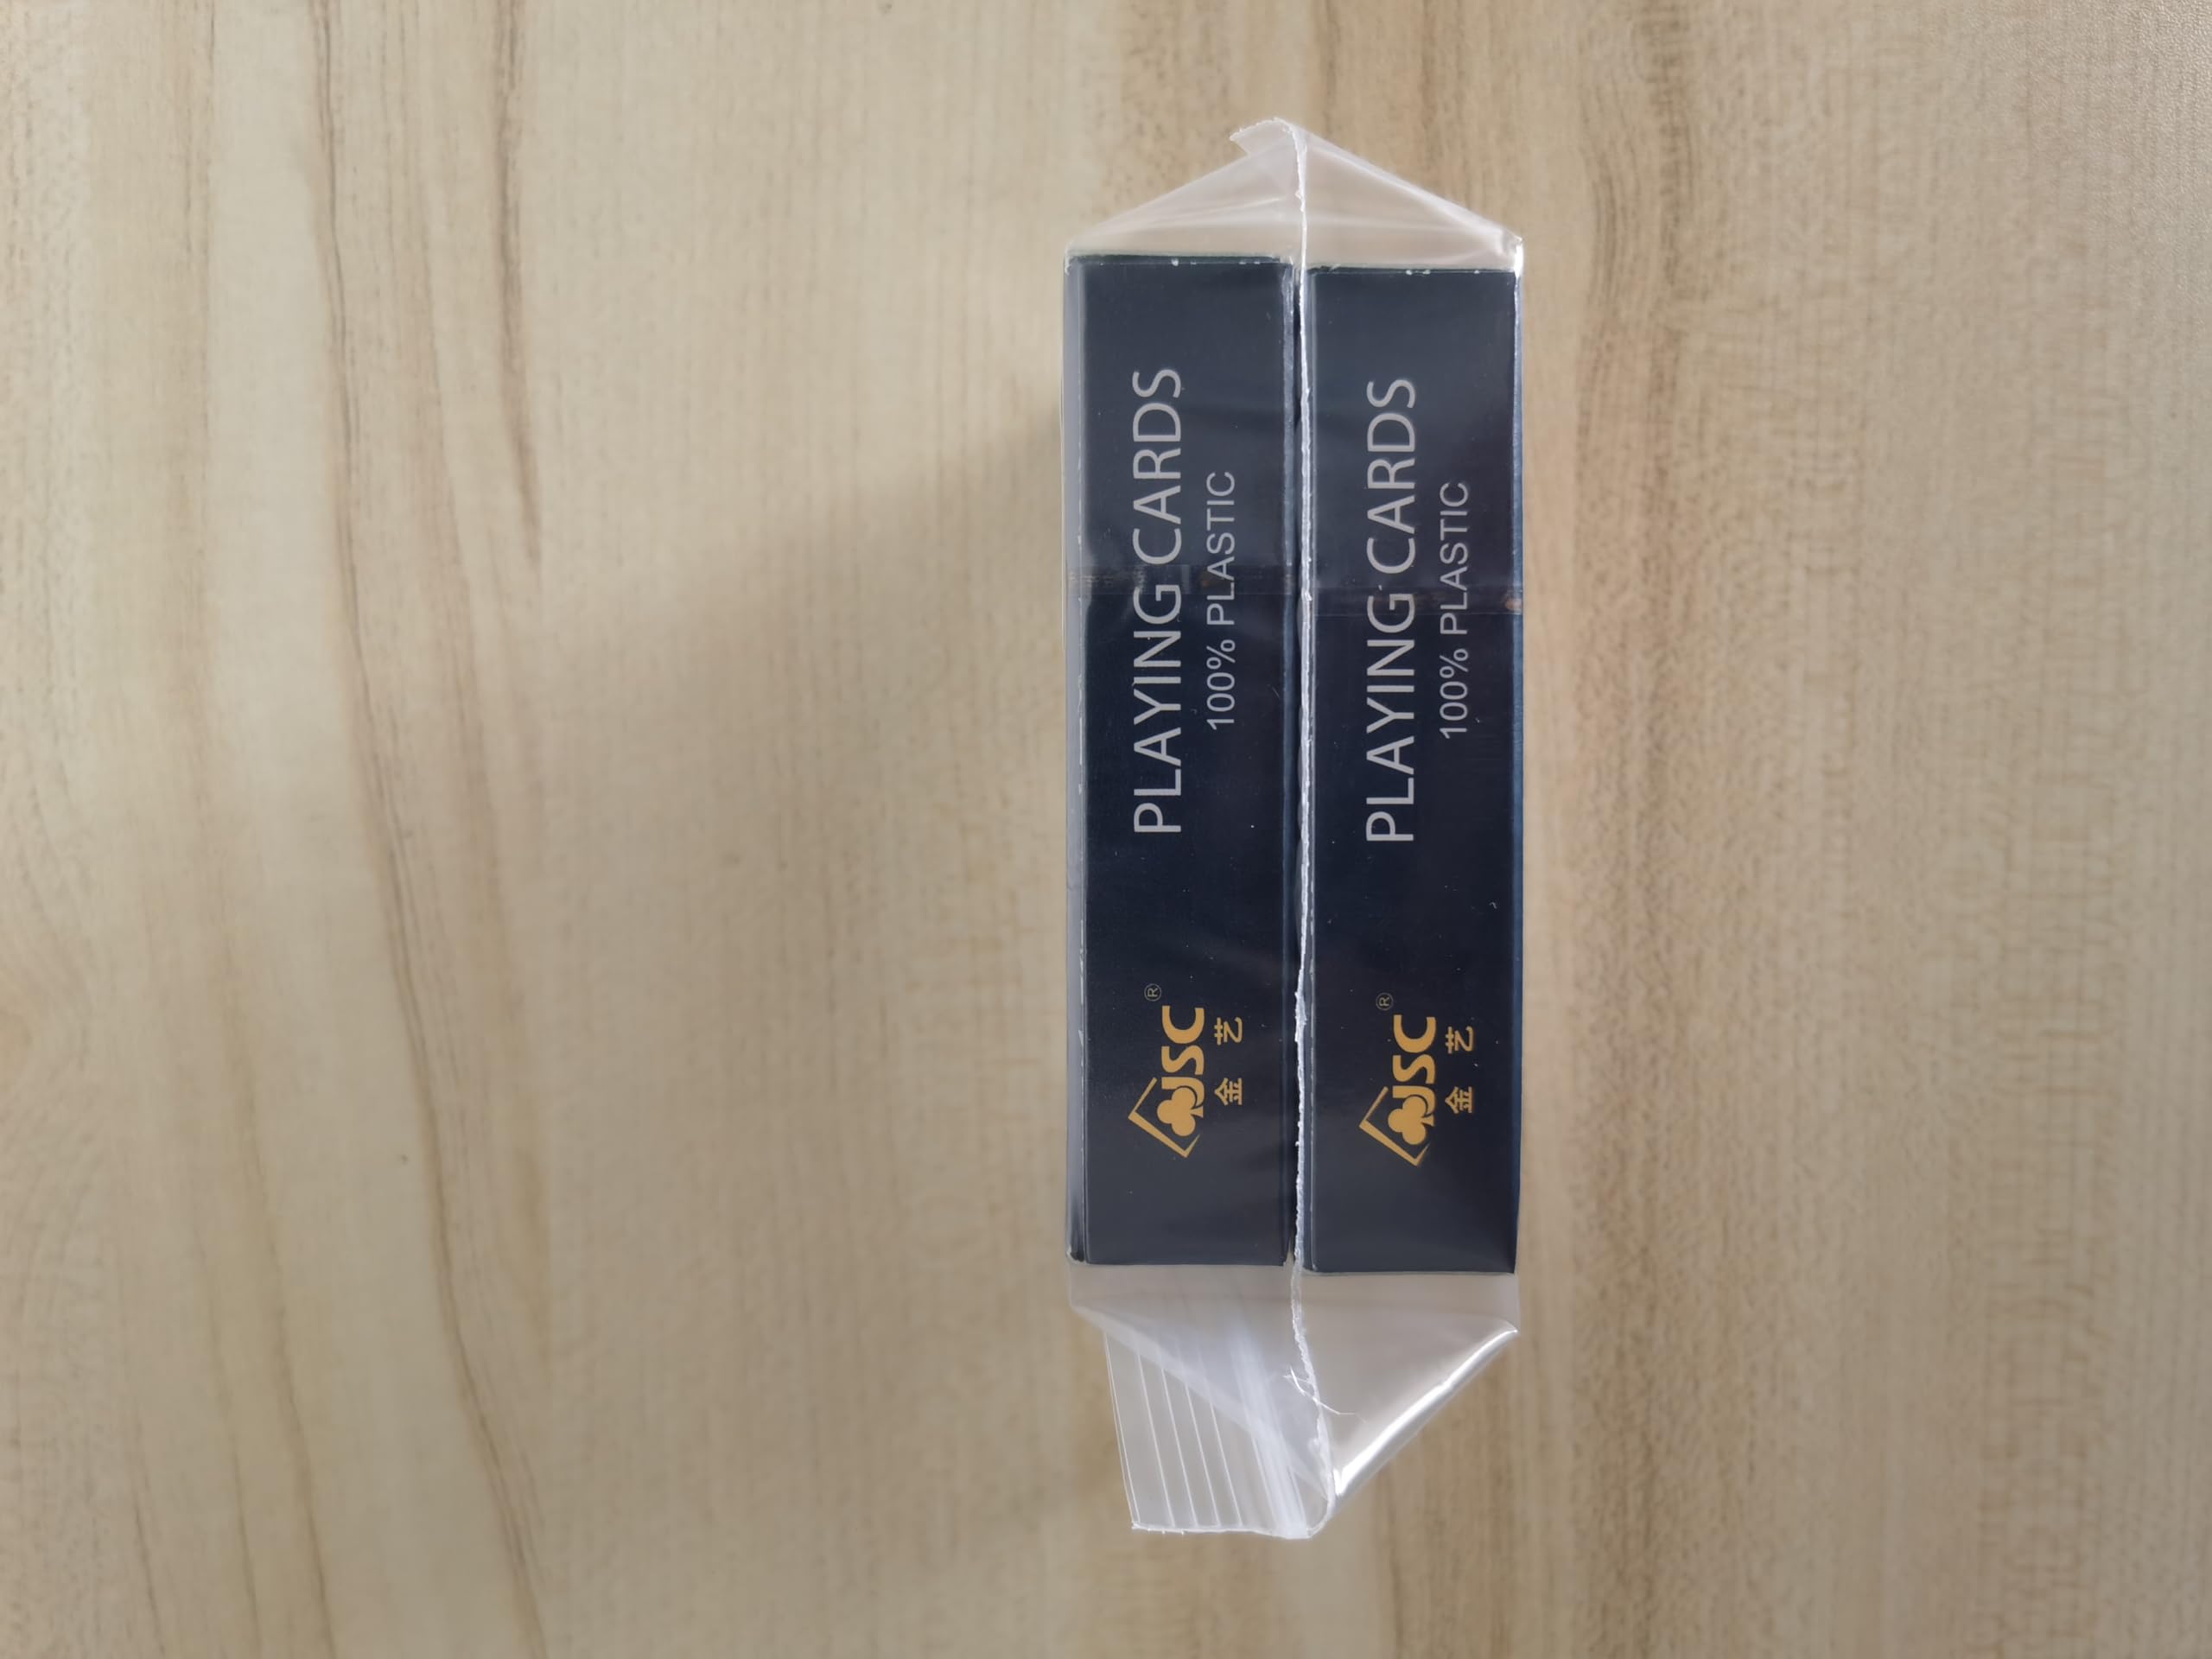 PLAYING CARDS
100% PLASTIC
JSC®
金艺
PLAYING CARDS
100% PLASTIC
JSC®
金艺